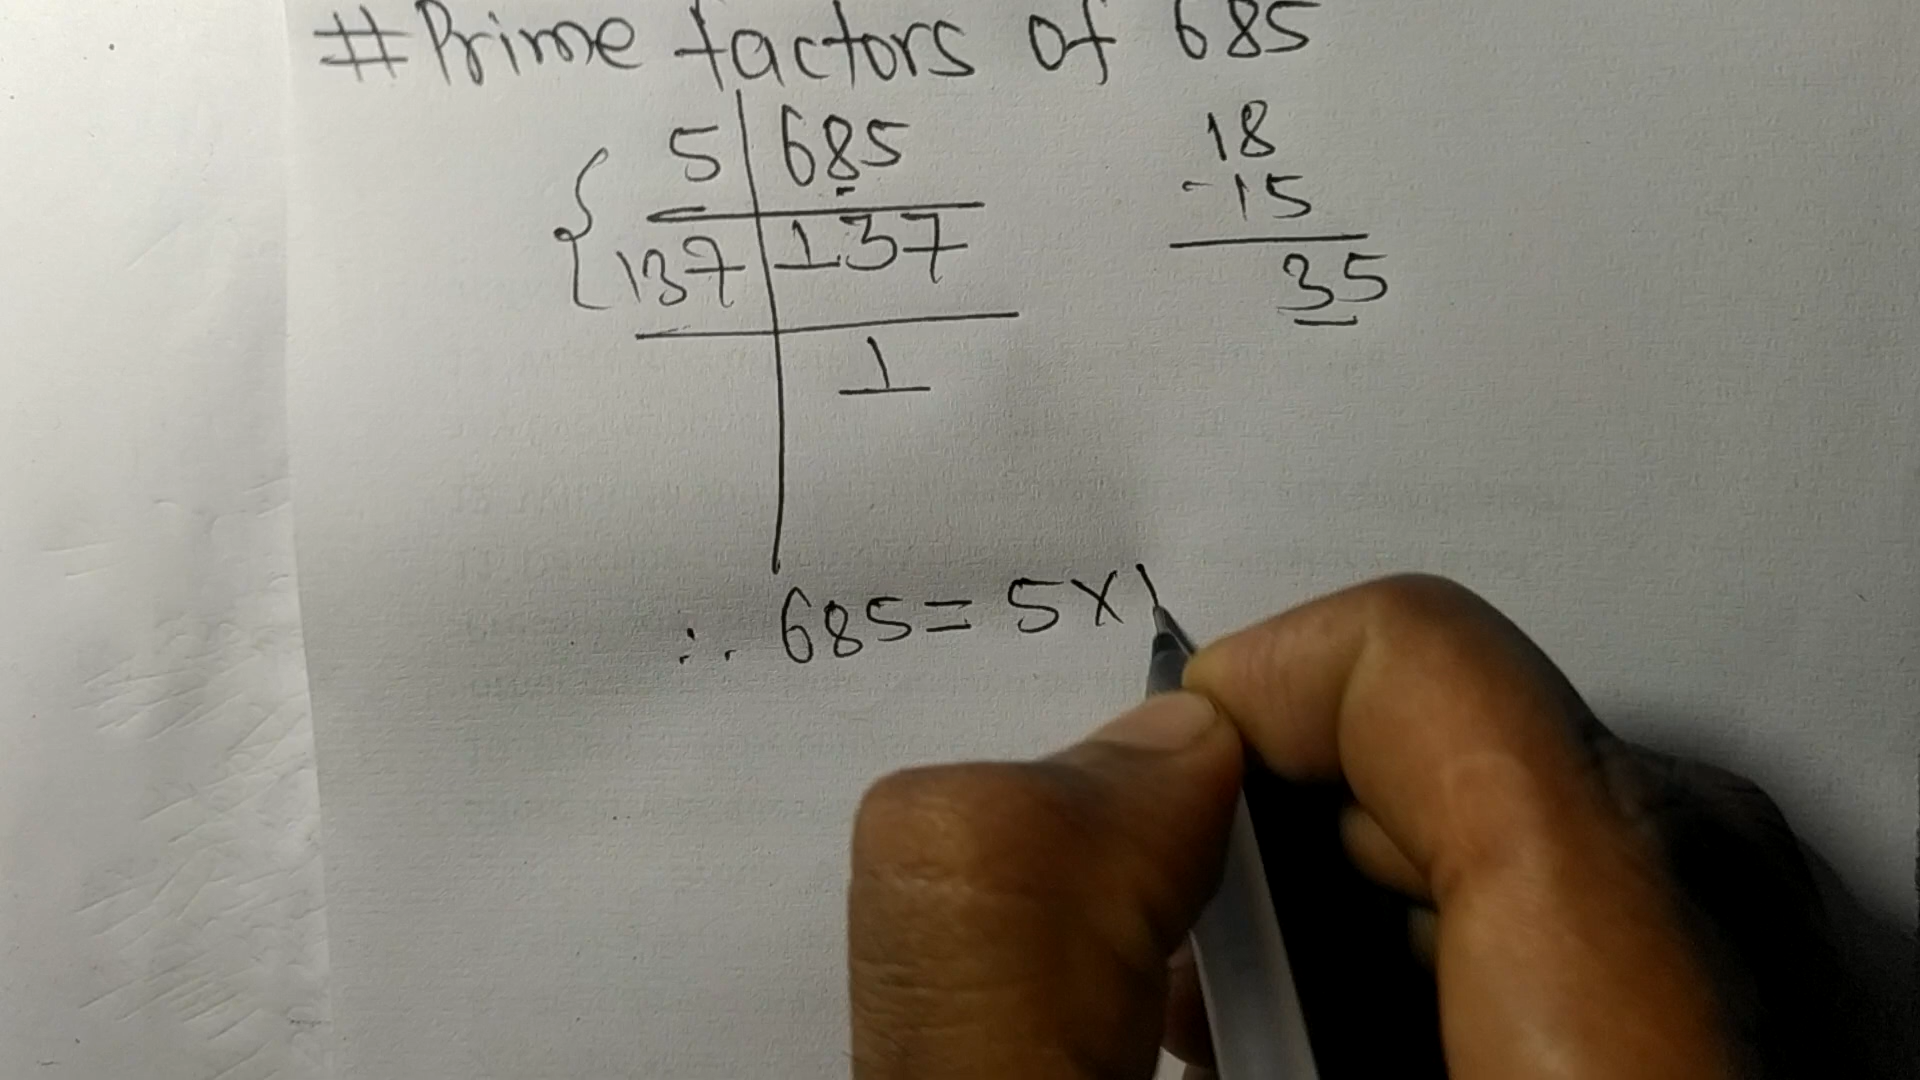 #Prime factors of 685
5 | 685
137 | 137
1
18
-15
35
∴ 685 = 5 × 1